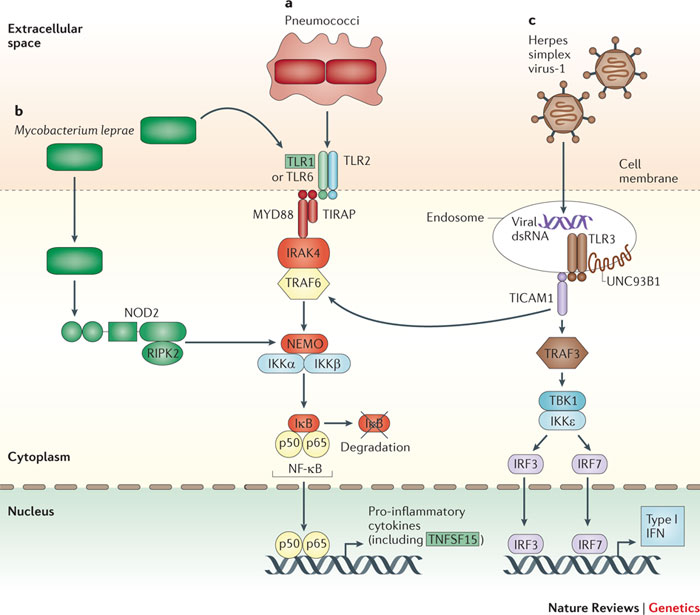 Extracellular
space
a
Pneumococci
c
Herpes
simplex
virus-1
b
Mycobacterium leprae
TLR1
or TLR6
TLR2
Cell
membrane
MYD88
TIRAP
Endosome
Viral
dsRNA
TLR3
UNC93B1
IRAK4
TRAF6
TICAM1
NOD2
RIPK2
NEMO
IKKα
IKKβ
TRAF3
TBK1
IKKε
IκB
IκB
p50
p65
Degradation
NF-κB
IRF3
IRF7
Cytoplasm
Nucleus
p50
p65
Pro-inflammatory
cytokines
(including TNFSF15)
IRF3
IRF7
Type I
IFN
Nature Reviews | Genetics